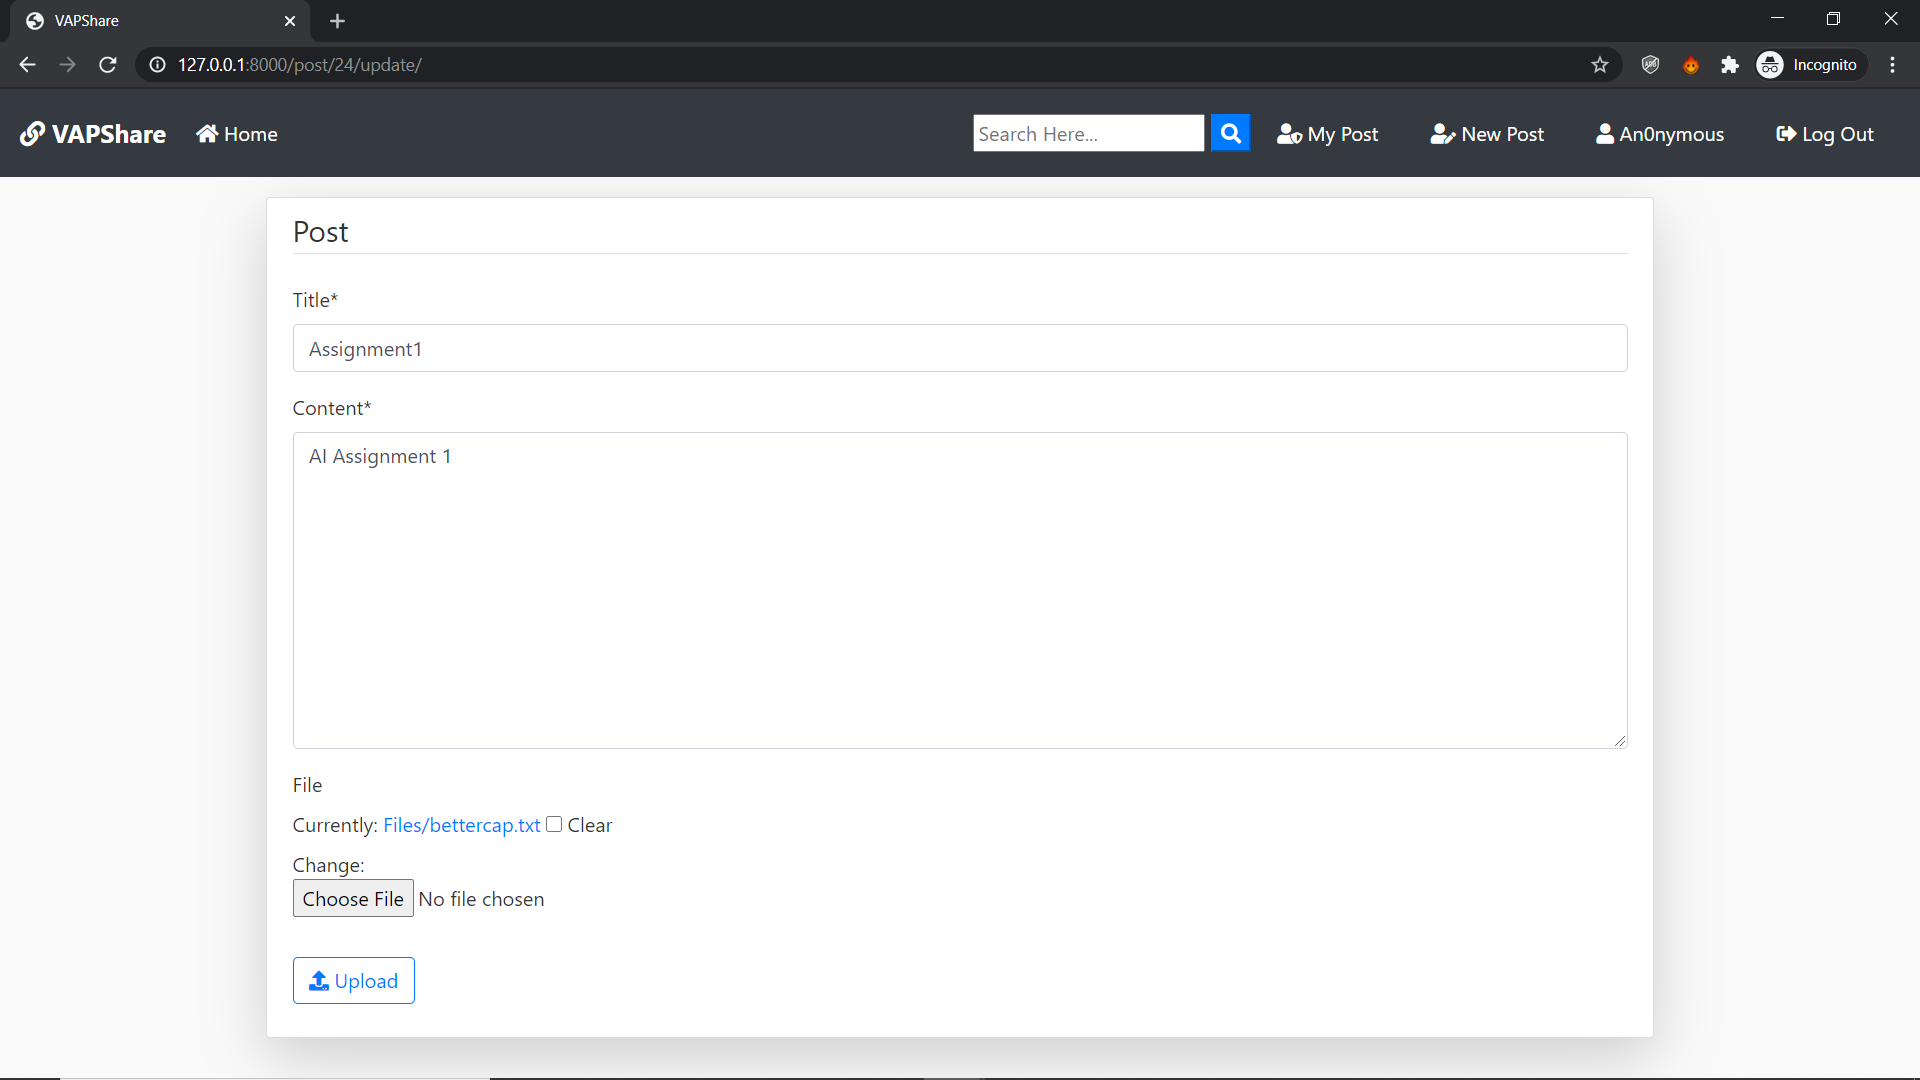 VAPShare
127.0.0.1:8000/post/24/update/
Incognito
VAPShare Home Search Here... My Post New Post An0nymous Log Out
Post
Title*
Assignment1
Content*
AI Assignment 1
File
Currently: Files/bettercap.txt Clear
Change:
Choose File No file chosen
Upload